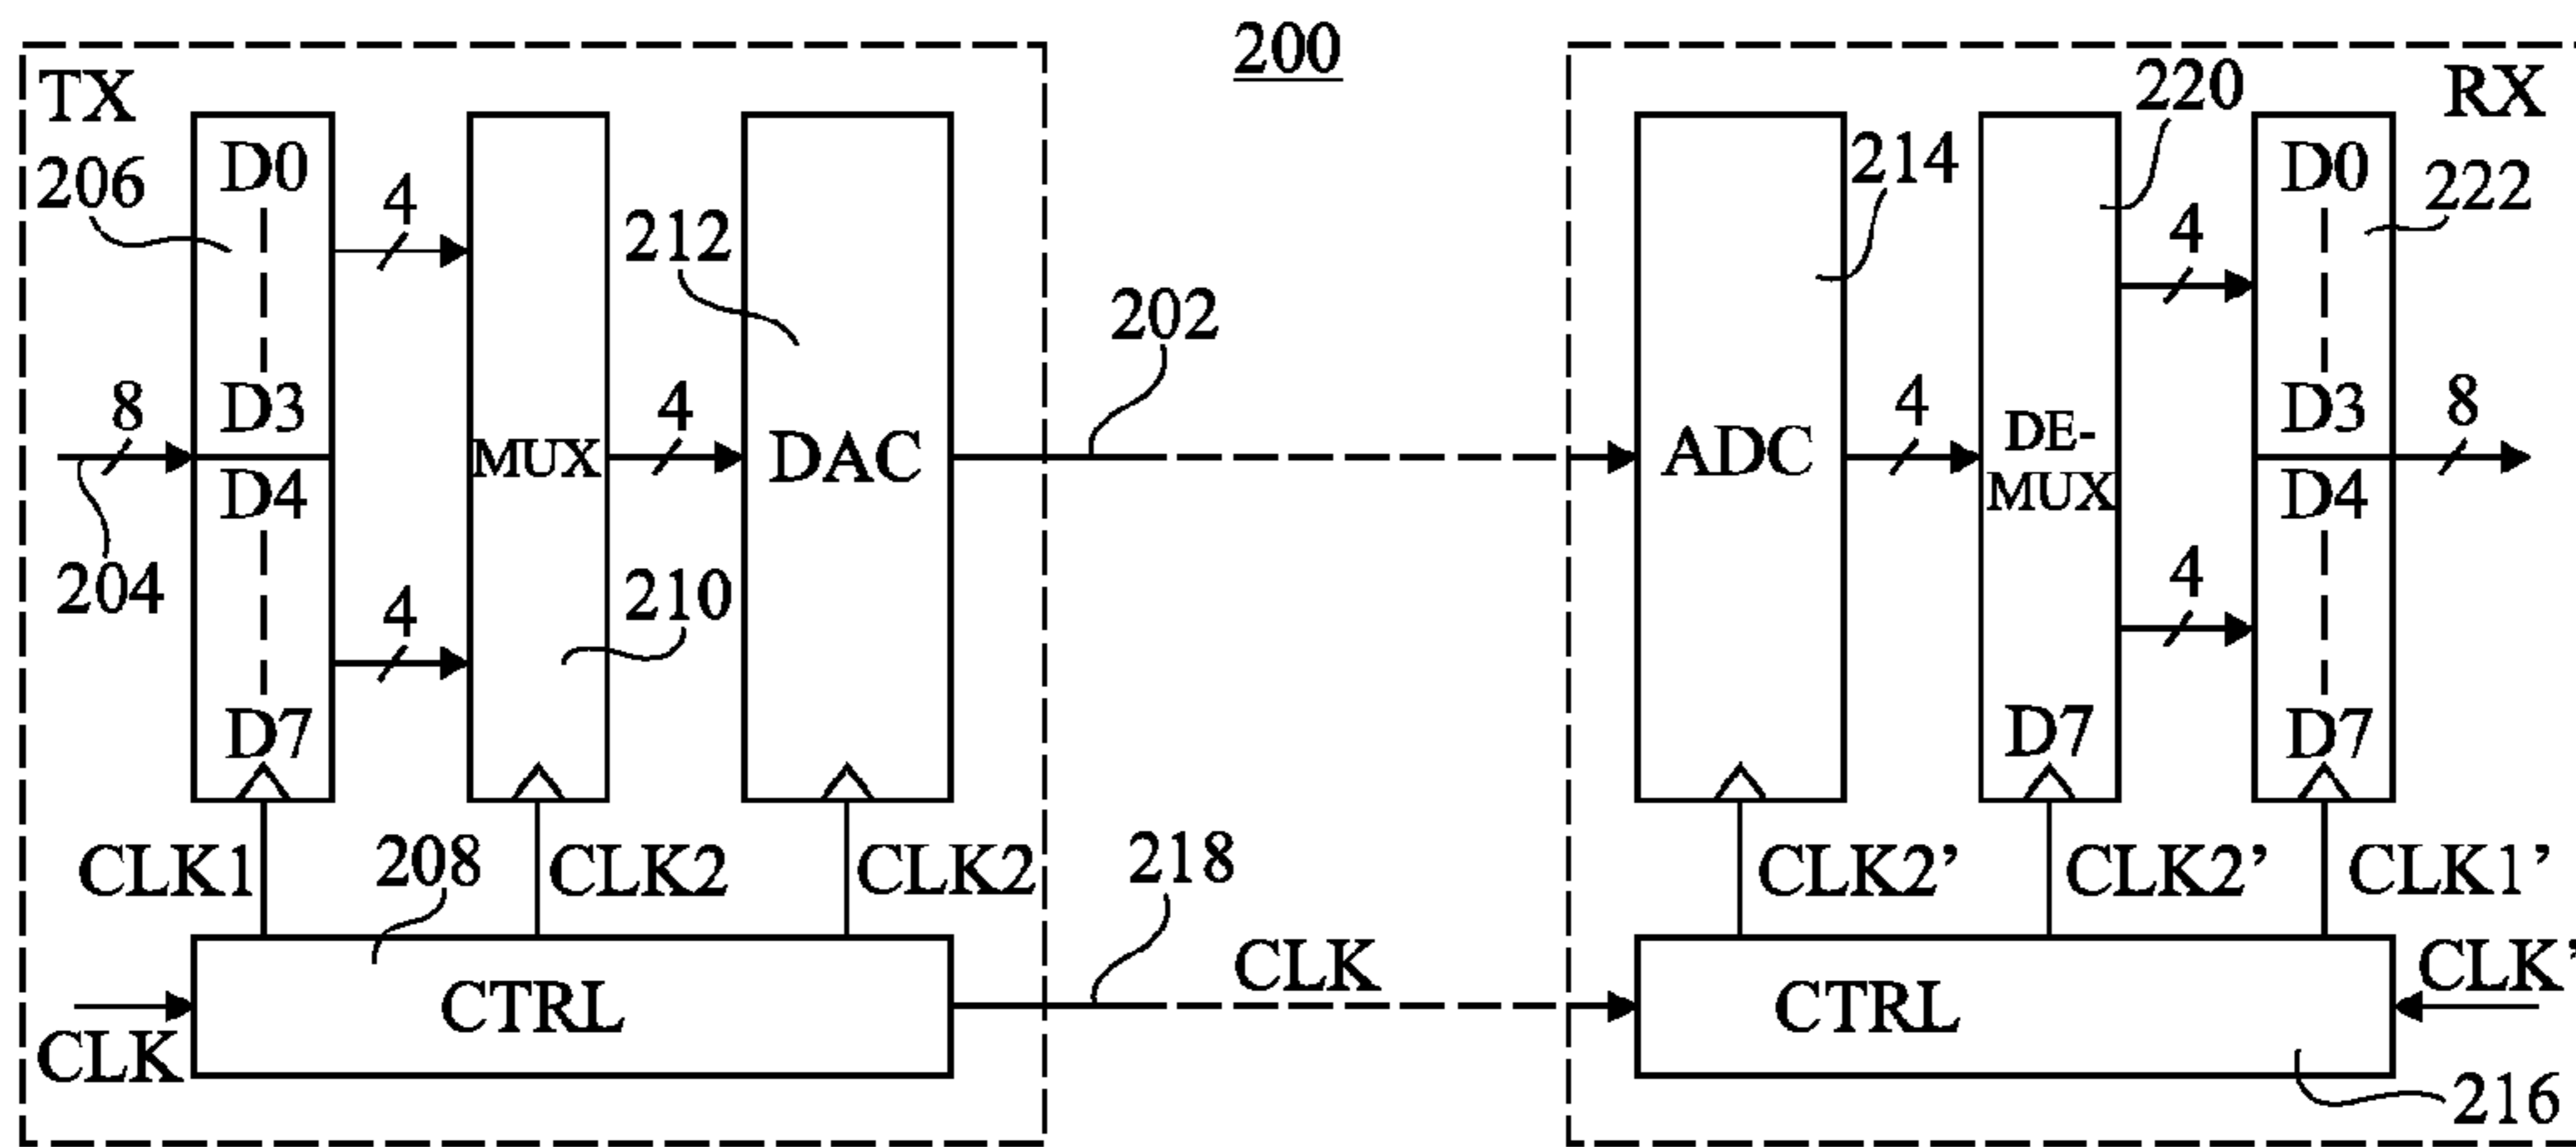 200
TX
RX
206
D0
D3
D4
D7
8
204
4
4
MUX
210
4
212
DAC
202
CLK1
208
CLK2
CLK2
CLK
CTRL
218
CLK
214
ADC
4
220
DE-
MUX
D7
4
4
222
D0
D3
D4
D7
8
CLK2’
CLK2’
CLK1’
CTRL
CLK’
216